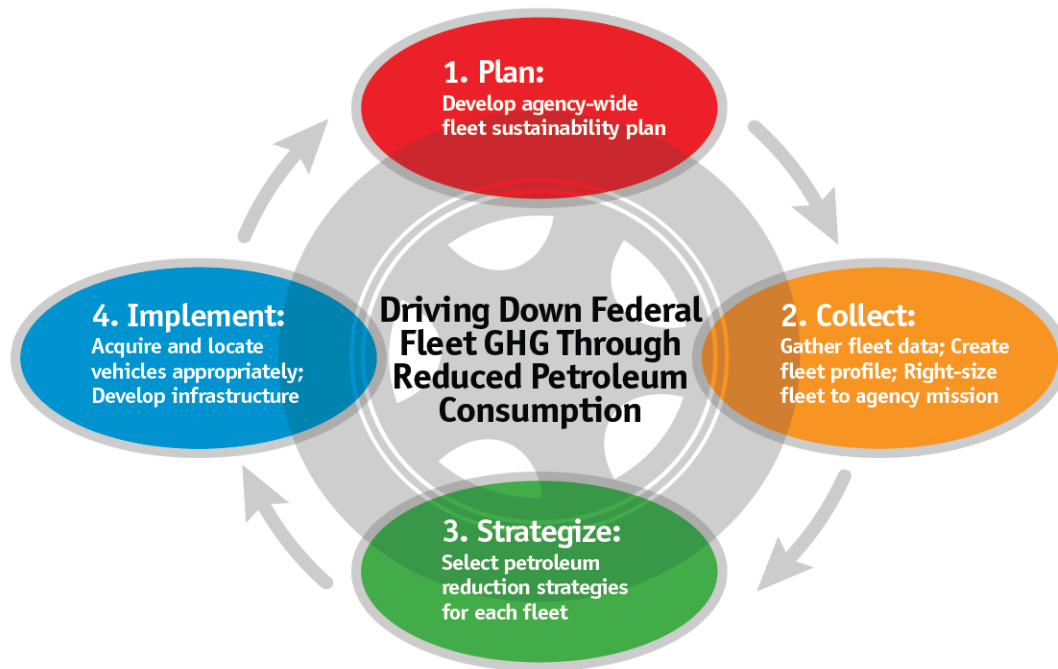 1. Plan:
Develop agency-wide
fleet sustainability plan
Driving Down Federal
Fleet GHG Through
Reduced Petroleum
Consumption
2. Collect:
Gather fleet data; Create
fleet profile; Right-size
fleet to agency mission
3. Strategize:
Select petroleum
reduction strategies
for each fleet
4. Implement:
Acquire and locate
vehicles appropriately;
Develop infrastructure